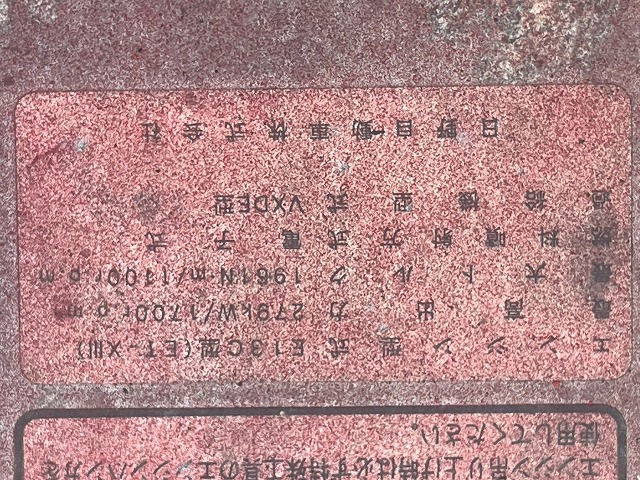 エンジン吊り上げ時は必ず特殊工具のエンジンハンガを
使用してください。
エンジン型式 E13C型(ET-XⅢ)
最高出力 279kW/1700r.p.m
最大トルク 1961N・m/1100r.p.m
燃料噴射方式 電子式
過給機型式 VXDE型
日野自動車株式会社